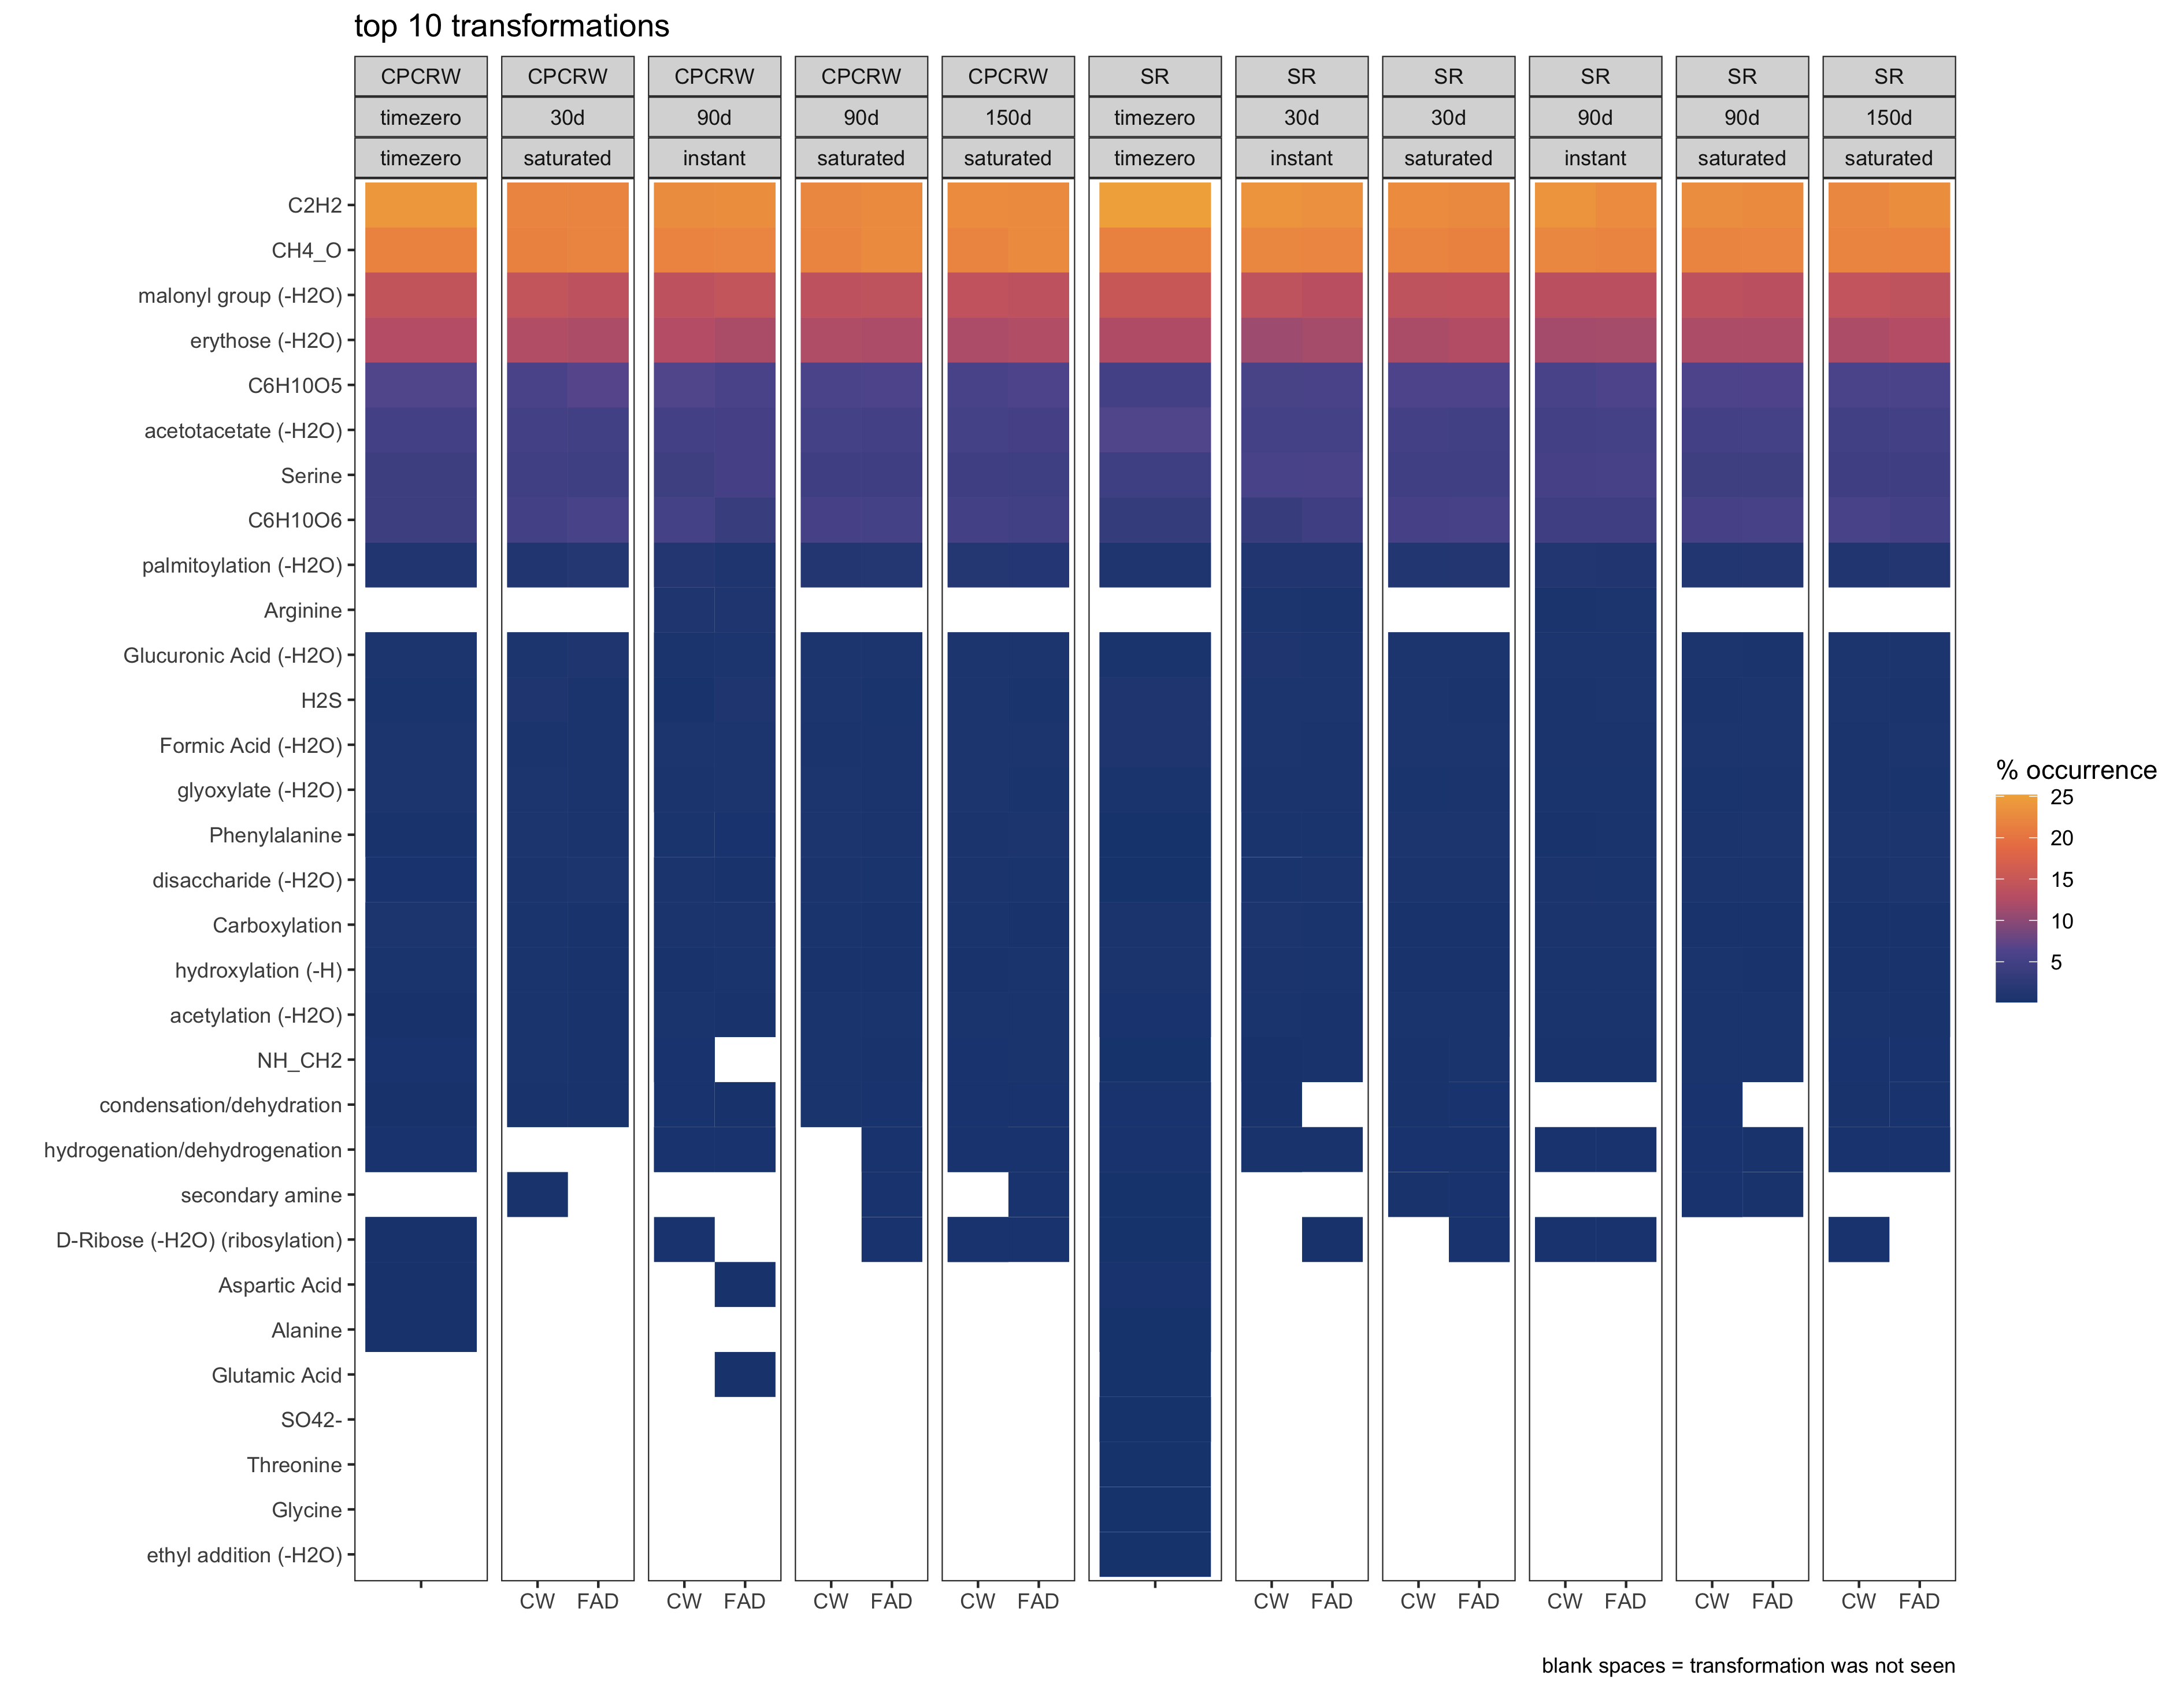 top 10 transformations
CPCRW CPCRW CPCRW CPCRW CPCRW SR SR SR SR SR SR
timezero 30d 90d 90d 150d timezero 30d 30d 90d 90d 150d
timezero saturated instant saturated saturated timezero instant saturated instant saturated saturated
C2H2
CH4_O
malonyl group (-H2O)
erythose (-H2O)
C6H10O5
acetotacetate (-H2O)
Serine
C6H10O6
palmitoylation (-H2O)
Arginine
Glucuronic Acid (-H2O)
H2S
Formic Acid (-H2O)
glyoxylate (-H2O)
Phenylalanine
disaccharide (-H2O)
Carboxylation
hydroxylation (-H)
acetylation (-H2O)
NH_CH2
condensation/dehydration
hydrogenation/dehydrogenation
secondary amine
D-Ribose (-H2O) (ribosylation)
Aspartic Acid
Alanine
Glutamic Acid
SO42-
Threonine
Glycine
ethyl addition (-H2O)
CW FAD CW FAD CW FAD CW FAD CW FAD CW FAD CW FAD CW FAD CW FAD
% occurrence
25
20
15
10
5
blank spaces = transformation was not seen